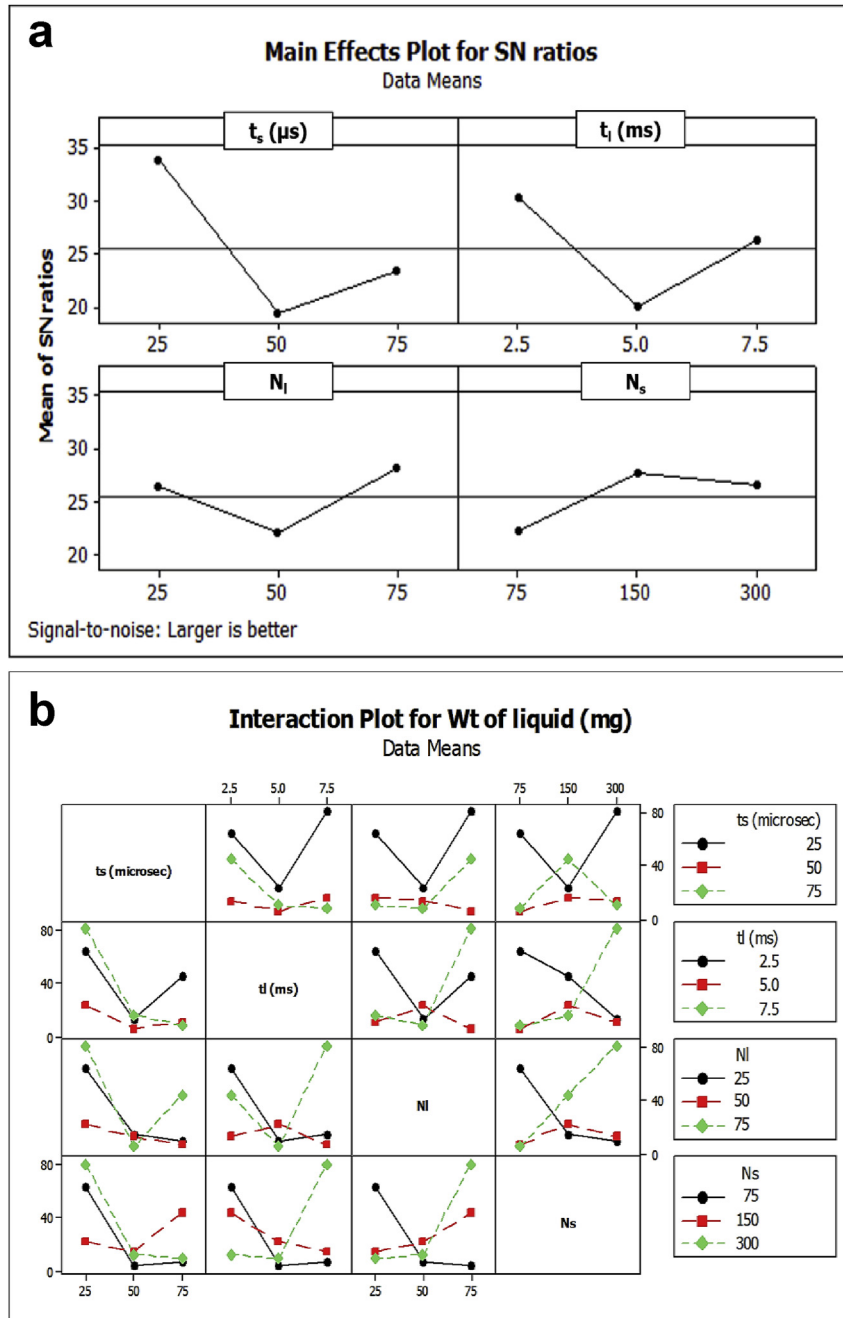 a
Main Effects Plot for SN ratios
Data Means
t_s (µs) t_l (ms)
35
30
25
20
25 50 75 2.5 5.0 7.5
Mean of SN ratios
N_l N_s
35
30
25
20
25 50 75 75 150 300
Signal-to-noise: Larger is better
b
Interaction Plot for Wt of liquid (mg)
Data Means
2.5 5.0 7.5 75 150 300
ts (microsec)
80
40
0
ts (microsec)
25
50
75
80
40
0
tl (ms)
tl (ms)
2.5
5.0
7.5
Nl
80
40
0
Nl
25
50
75
80
40
0
Ns
Ns
75
150
300
25 50 75 25 50 75